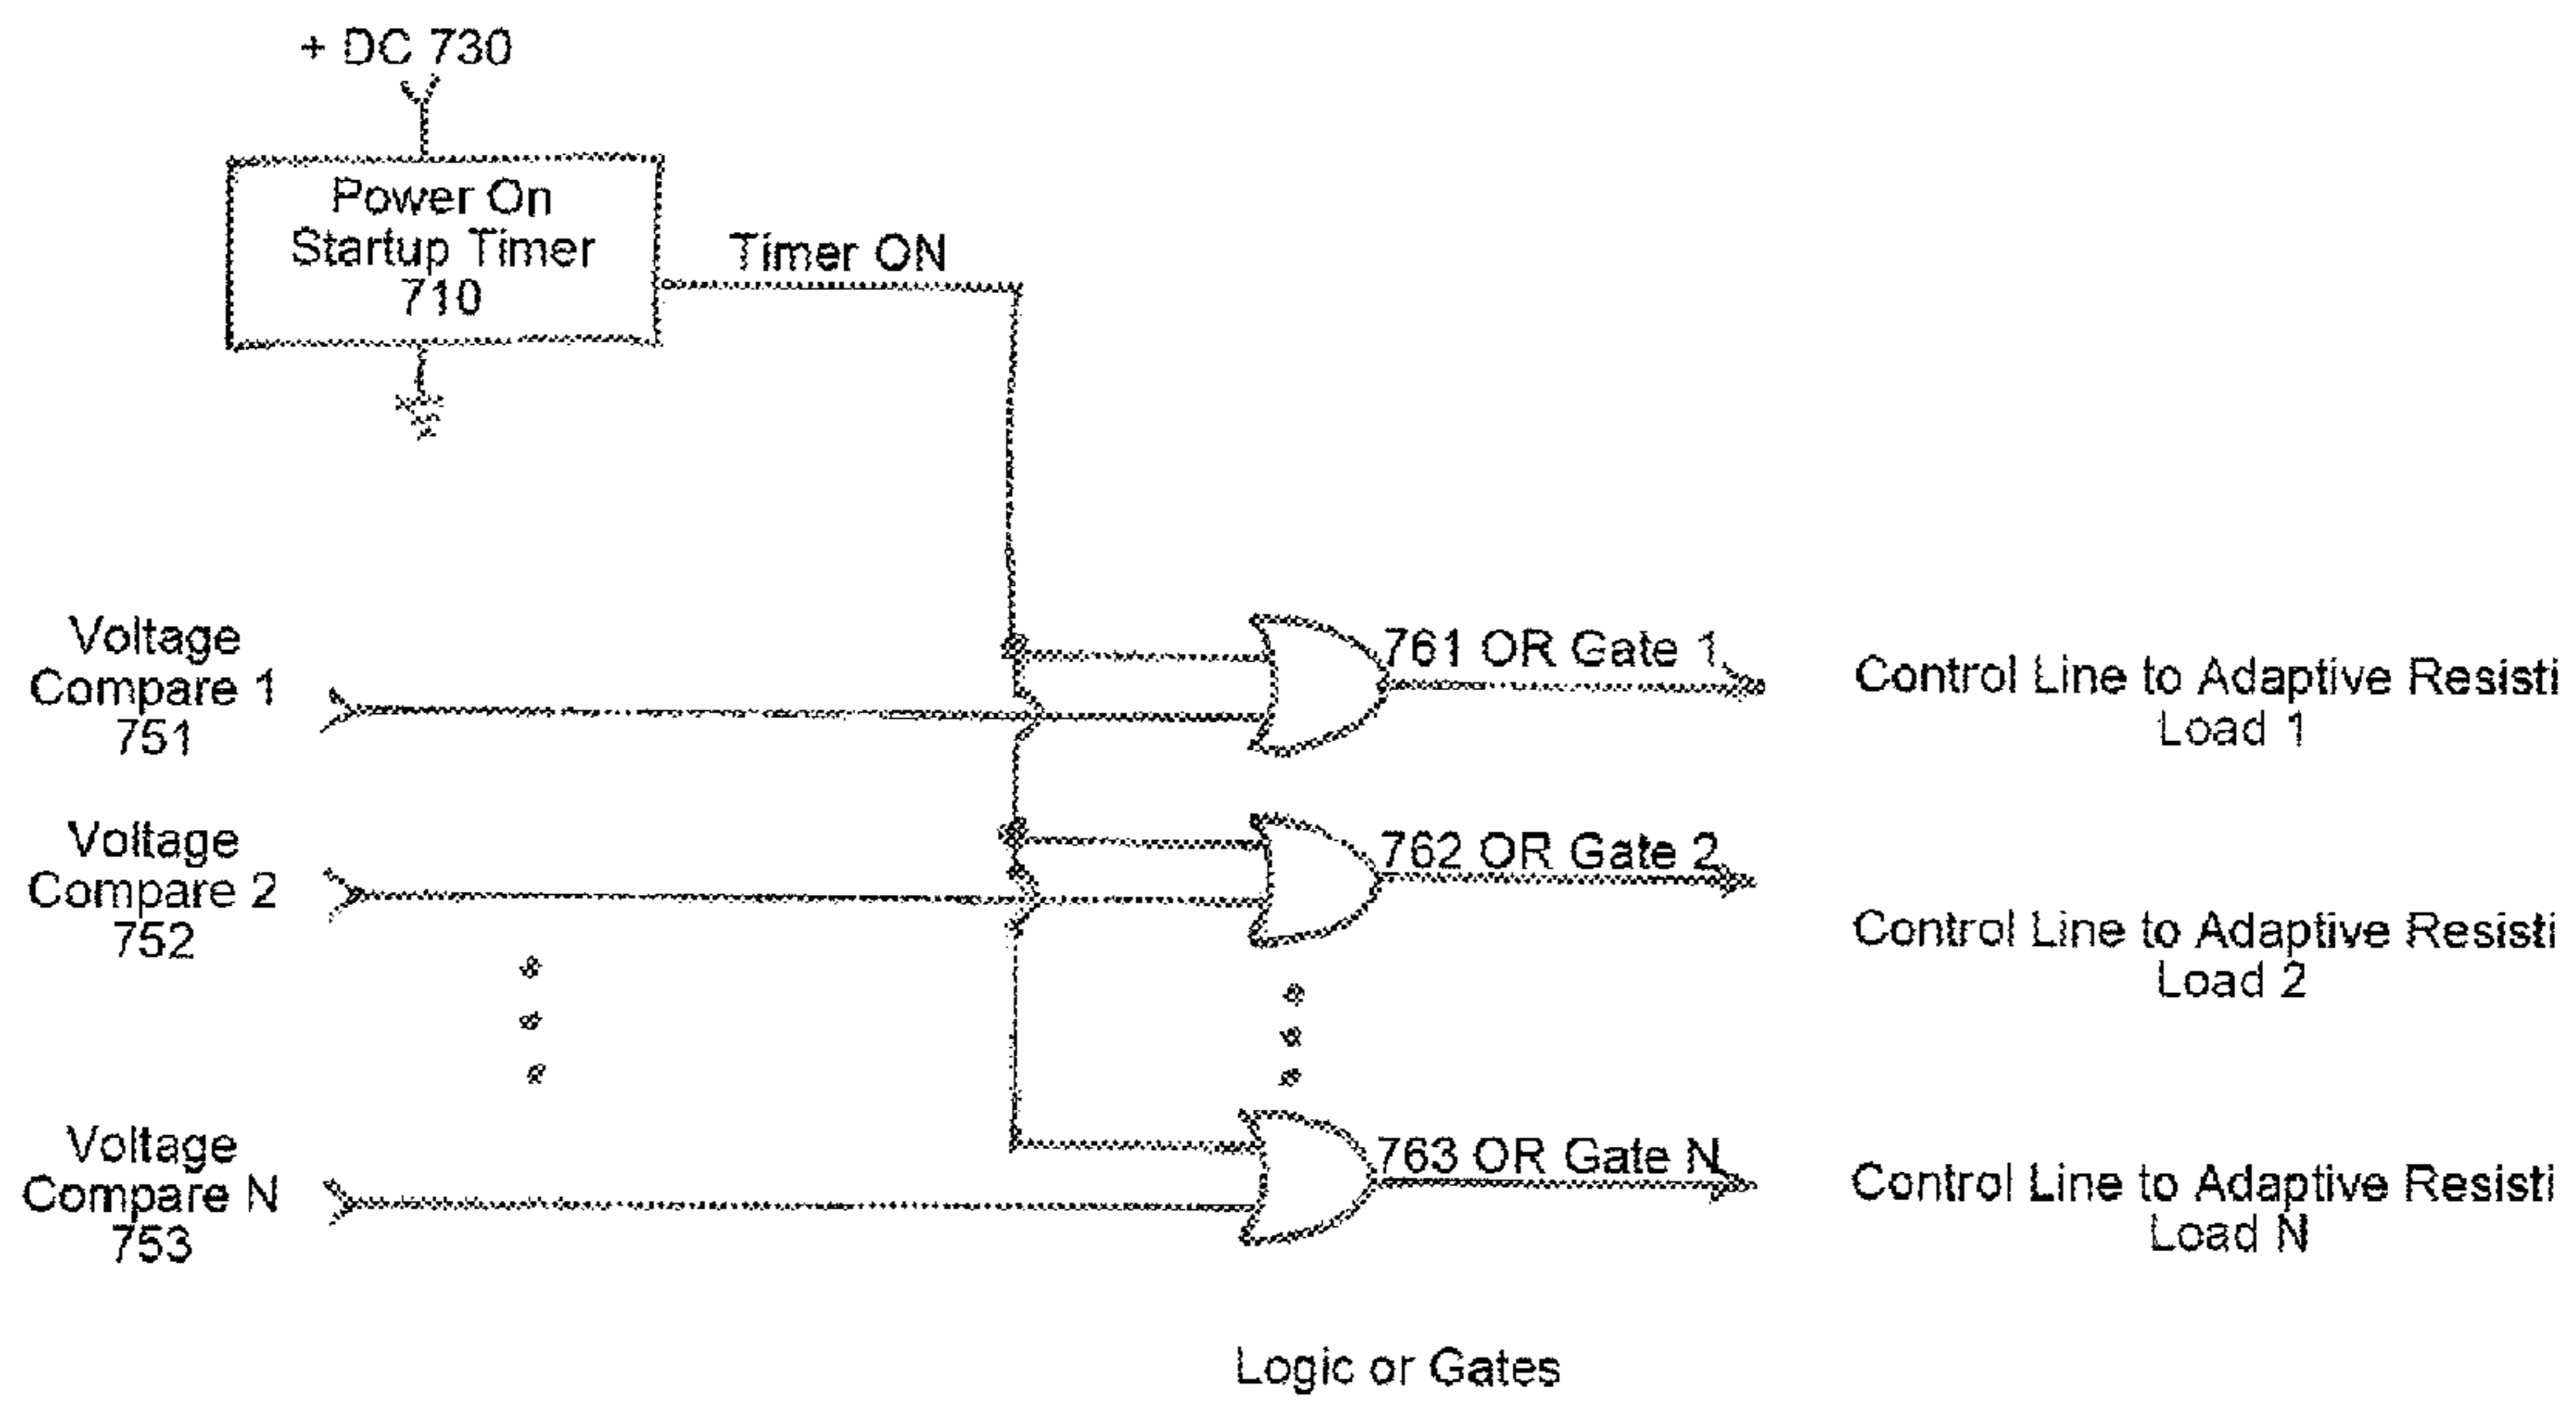 + DC 730
Power On
Startup Timer
710
Timer ON
Voltage
Compare 1
751
761 OR Gate 1
Control Line to Adaptive Resisti
Load 1
Voltage
Compare 2
752
762 OR Gate 2
Control Line to Adaptive Resisti
Load 2
Voltage
Compare N
753
763 OR Gate N
Control Line to Adaptive Resisti
Load N
Logic or Gates